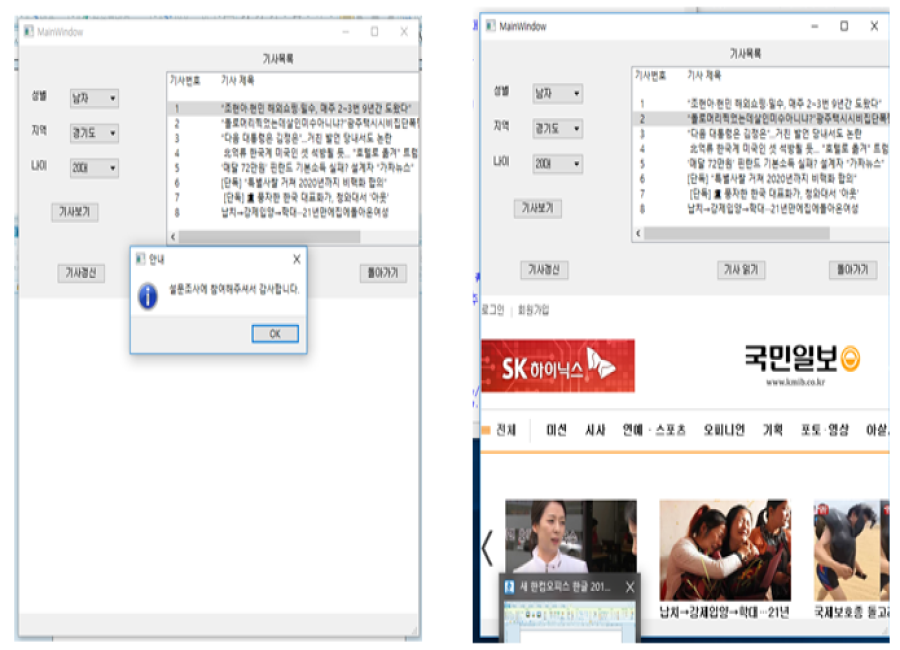 MainWindow
기사목록
기사번호 기사 제목
성별 남자
1 "조현아·현민 해외쇼핑·밀수, 매주 2~3번 9년간 도왔다"
2 "돌로머리찍었는데살인미수아니냐?"광주택시시비집단폭행
지역 경기도
3 "다음 대통령은 김정은"…거친 발언 당내서도 논란
4 北억류 한국계 미국인 셋 석방될 듯… "호텔로 옮겨" 트럼
나이 20대
5 '매달 72만원' 핀란드 기본소득 실패? 설계자 "가짜뉴스"
6 [단독] "특별사찰 거쳐 2020년까지 비핵화 합의"
7 [단독] 풍자한 한국 대표화가, 청와대서 '아웃'
8 납치→강제입양→학대…21년만에집에돌아온여성
기사보기
기사갱신
돌아가기
안내
설문조사에 참여해주셔서 감사합니다.
OK
MainWindow
기사목록
기사번호 기사 제목
성별 남자
1 "조현아·현민 해외쇼핑·밀수, 매주 2~3번 9년간 도왔다"
2 "돌로머리찍었는데살인미수아니냐?"광주택시시비집단폭행
지역 경기도
3 "다음 대통령은 김정은"…거친 발언 당내서도 논란
4 北억류 한국계 미국인 셋 석방될 듯… "호텔로 옮겨" 트럼
나이 20대
5 '매달 72만원' 핀란드 기본소득 실패? 설계자 "가짜뉴스"
6 [단독] "특별사찰 거쳐 2020년까지 비핵화 합의"
7 [단독] 풍자한 한국 대표화가, 청와대서 '아웃'
8 납치→강제입양→학대…21년만에집에돌아온여성
기사보기
기사갱신 기사 읽기 돌아가기
로그인 | 회원가입
SK하이닉스
국민일보
www.kmib.co.kr
전체 미션 시사 연예·스포츠 오피니언 기획 포토·영상 아살
새 한컴오피스 한글 201...
납치→강제입양→학대…21년
국제보호종 돌고래